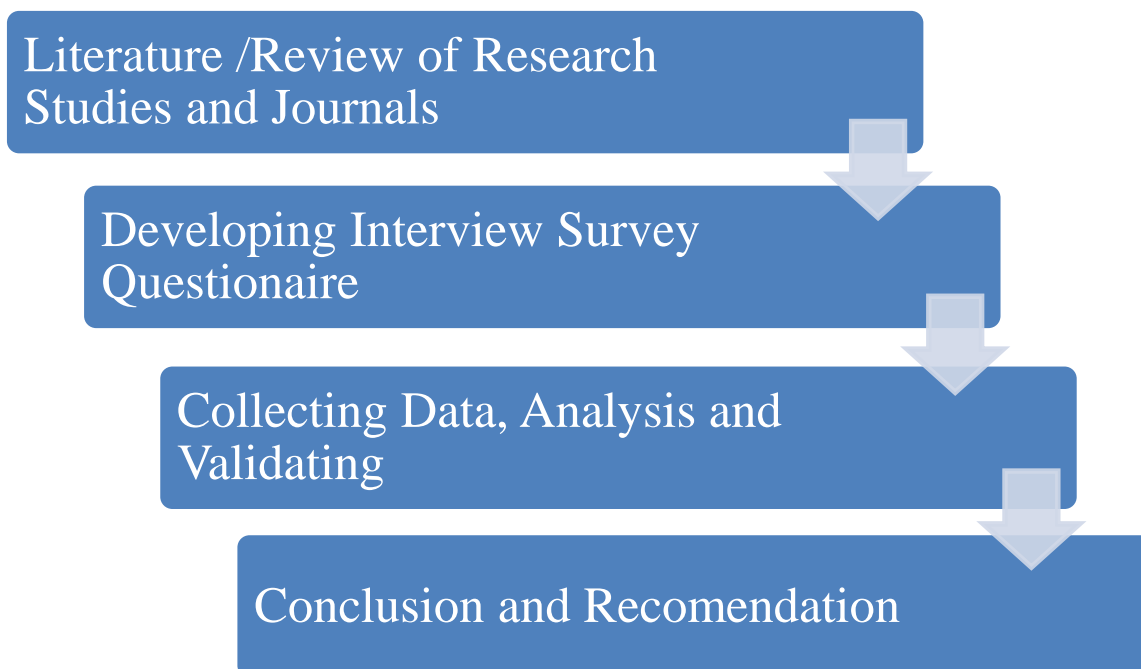 Literature /Review of Research
Studies and Journals
Developing Interview Survey
Questionaire
Collecting Data, Analysis and
Validating
Conclusion and Recomendation